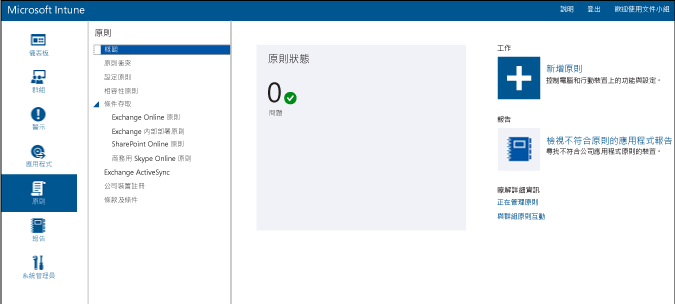 Microsoft Intune
說明
登出
歡迎使用文件小組
儀表板
群組
警示
應用程式
原則
報告
系統管理員
原則
概觀
原則衝突
設定原則
相容性原則
條件存取
Exchange Online 原則
Exchange 內部部署原則
SharePoint Online 原則
商務用 Skype Online 原則
Exchange ActiveSync
公司裝置註冊
條款及條件
原則狀態
0
問題
工作
新增原則
控制電腦和行動裝置上的功能與設定。
報告
檢視不符合原則的應用程式報告
尋找不符合公司應用程式原則的裝置。
瞭解詳細資訊
正在管理原則
與群組原則互動